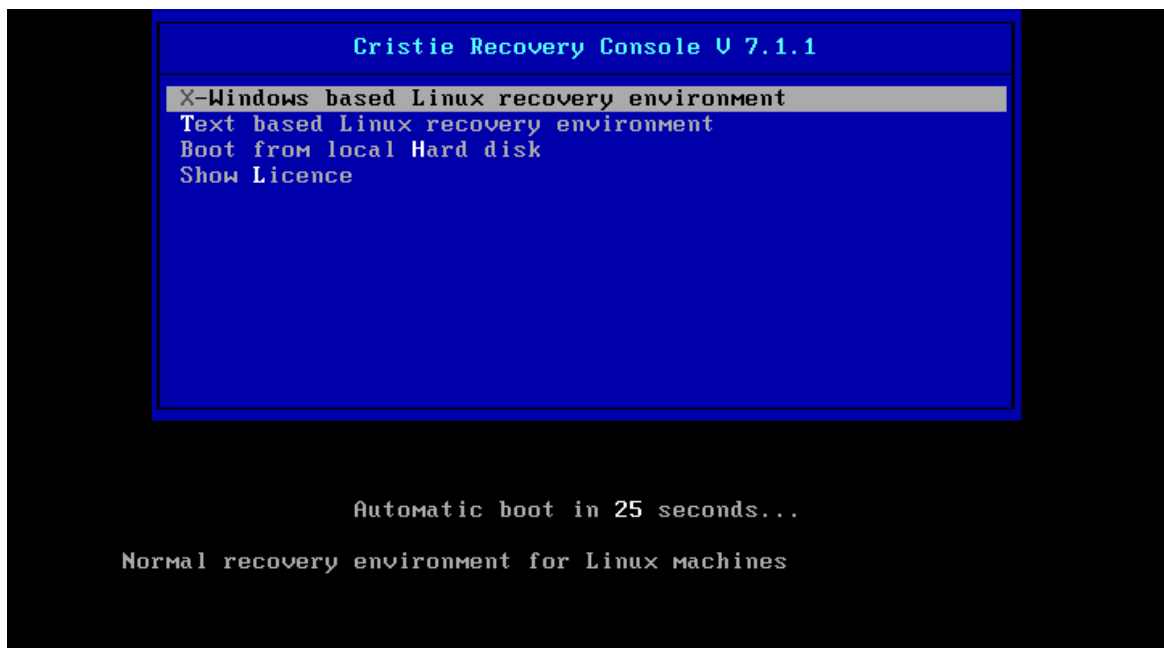 Cristie Recovery Console V 7.1.1
X-Windows based Linux recovery environment
Text based Linux recovery environment
Boot from local Hard disk
Show Licence
Automatic boot in 25 seconds...
Normal recovery environment for Linux machines